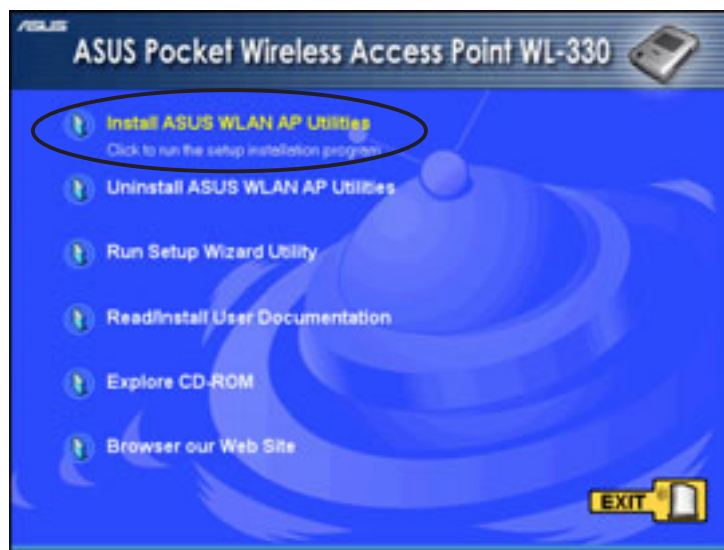 ASUS
ASUS Pocket Wireless Access Point WL-330
Install ASUS WLAN AP Utilities
Click to run the setup installation program
Uninstall ASUS WLAN AP Utilities
Run Setup Wizard Utility
Read/Install User Documentation
Explore CD-ROM
Browser our Web Site
EXIT